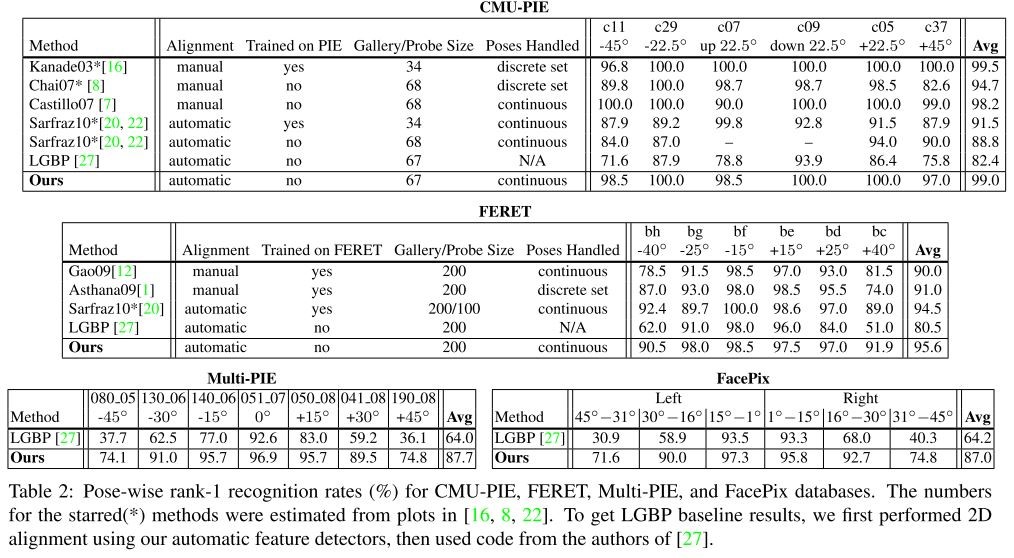 CMU-PIE
c11 c29 c07 c09 c05 c37
Method Alignment Trained on PIE Gallery/Probe Size Poses Handled -45° -22.5° up 22.5° down 22.5° +22.5° +45° Avg
Kanade03*[16] manual yes 34 discrete set 96.8 100.0 100.0 100.0 100.0 100.0 99.5
Chai07* [8] manual no 68 discrete set 89.8 100.0 98.7 98.7 98.5 82.6 94.7
Castillo07 [7] manual no 68 continuous 100.0 100.0 90.0 100.0 100.0 99.0 98.2
Sarfraz10*[20, 22] automatic yes 34 continuous 87.9 89.2 99.8 92.8 91.5 87.9 91.5
Sarfraz10*[20, 22] automatic no 68 continuous 84.0 87.0 – – 94.0 90.0 88.8
LGBP [27] automatic no 67 N/A 71.6 87.9 78.8 93.9 86.4 75.8 82.4
Ours automatic no 67 continuous 98.5 100.0 98.5 100.0 100.0 97.0 99.0
FERET
bh bg bf be bd bc
Method Alignment Trained on FERET Gallery/Probe Size Poses Handled -40° -25° -15° +15° +25° +40° Avg
Gao09[12] manual yes 200 continuous 78.5 91.5 98.5 97.0 93.0 81.5 90.0
Asthana09[1] manual yes 200 discrete set 87.0 93.0 98.0 98.5 95.5 74.0 91.0
Sarfraz10*[20] automatic yes 200/100 continuous 92.4 89.7 100.0 98.6 97.0 89.0 94.5
LGBP [27] automatic no 200 N/A 62.0 91.0 98.0 96.0 84.0 51.0 80.5
Ours automatic no 200 continuous 90.5 98.0 98.5 97.5 97.0 91.9 95.6
Multi-PIE
080_05 130_06 140_06 051_07 050_08 041_08 190_08
Method -45° -30° -15° 0° +15° +30° +45° Avg
LGBP [27] 37.7 62.5 77.0 92.6 83.0 59.2 36.1 64.0
Ours 74.1 91.0 95.7 96.9 95.7 89.5 74.8 87.7
FacePix
Left Right
Method 45°−31° 30°−16° 15°−1° 1°−15° 16°−30° 31°−45° Avg
LGBP [27] 30.9 58.9 93.5 93.3 68.0 40.3 64.2
Ours 71.6 90.0 97.3 95.8 92.7 74.8 87.0
Table 2: Pose-wise rank-1 recognition rates (%) for CMU-PIE, FERET, Multi-PIE, and FacePix databases. The numbers
for the starred(*) methods were estimated from plots in [16, 8, 22]. To get LGBP baseline results, we first performed 2D
alignment using our automatic feature detectors, then used code from the authors of [27].